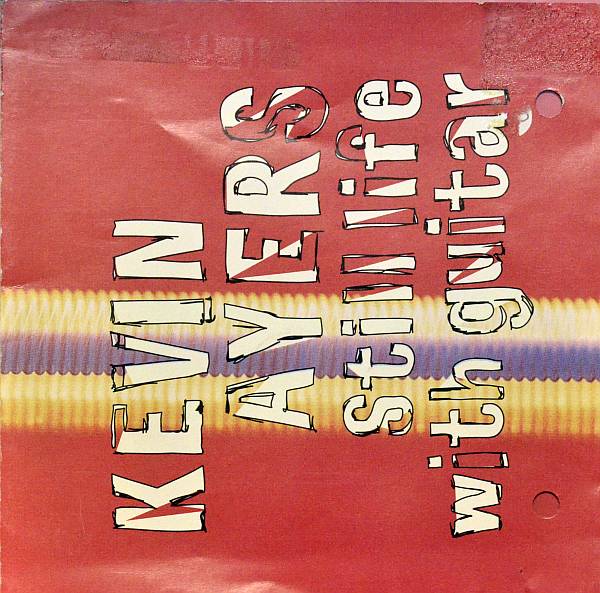 KEVIN
AYERS
still life
with guitar